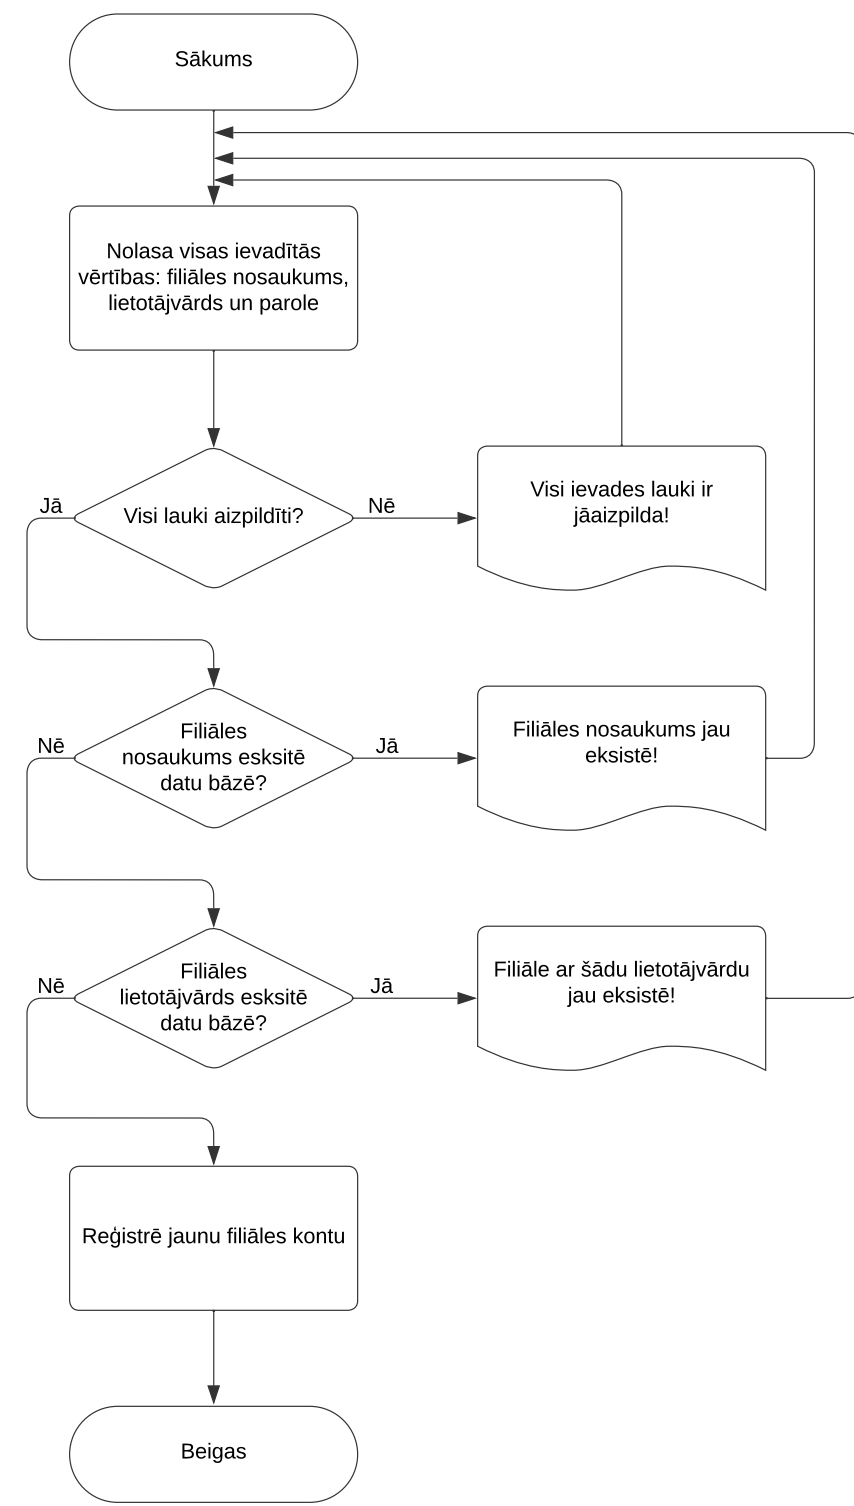 Sākums
Nolasa visas ievadītās
vērtības: filiāles nosaukums,
lietotājvārds un parole
Visi lauki aizpildīti?
Jā
Nē
Visi ievades lauki ir
jāaizpilda!
Filiāles
nosaukums esksitē
datu bāzē?
Nē
Jā
Filiāles nosaukums jau
eksistē!
Filiāles
lietotājvārds esksitē
datu bāzē?
Nē
Jā
Filiāle ar šādu lietotājvārdu
jau eksistē!
Reģistrē jaunu filiāles kontu
Beigas